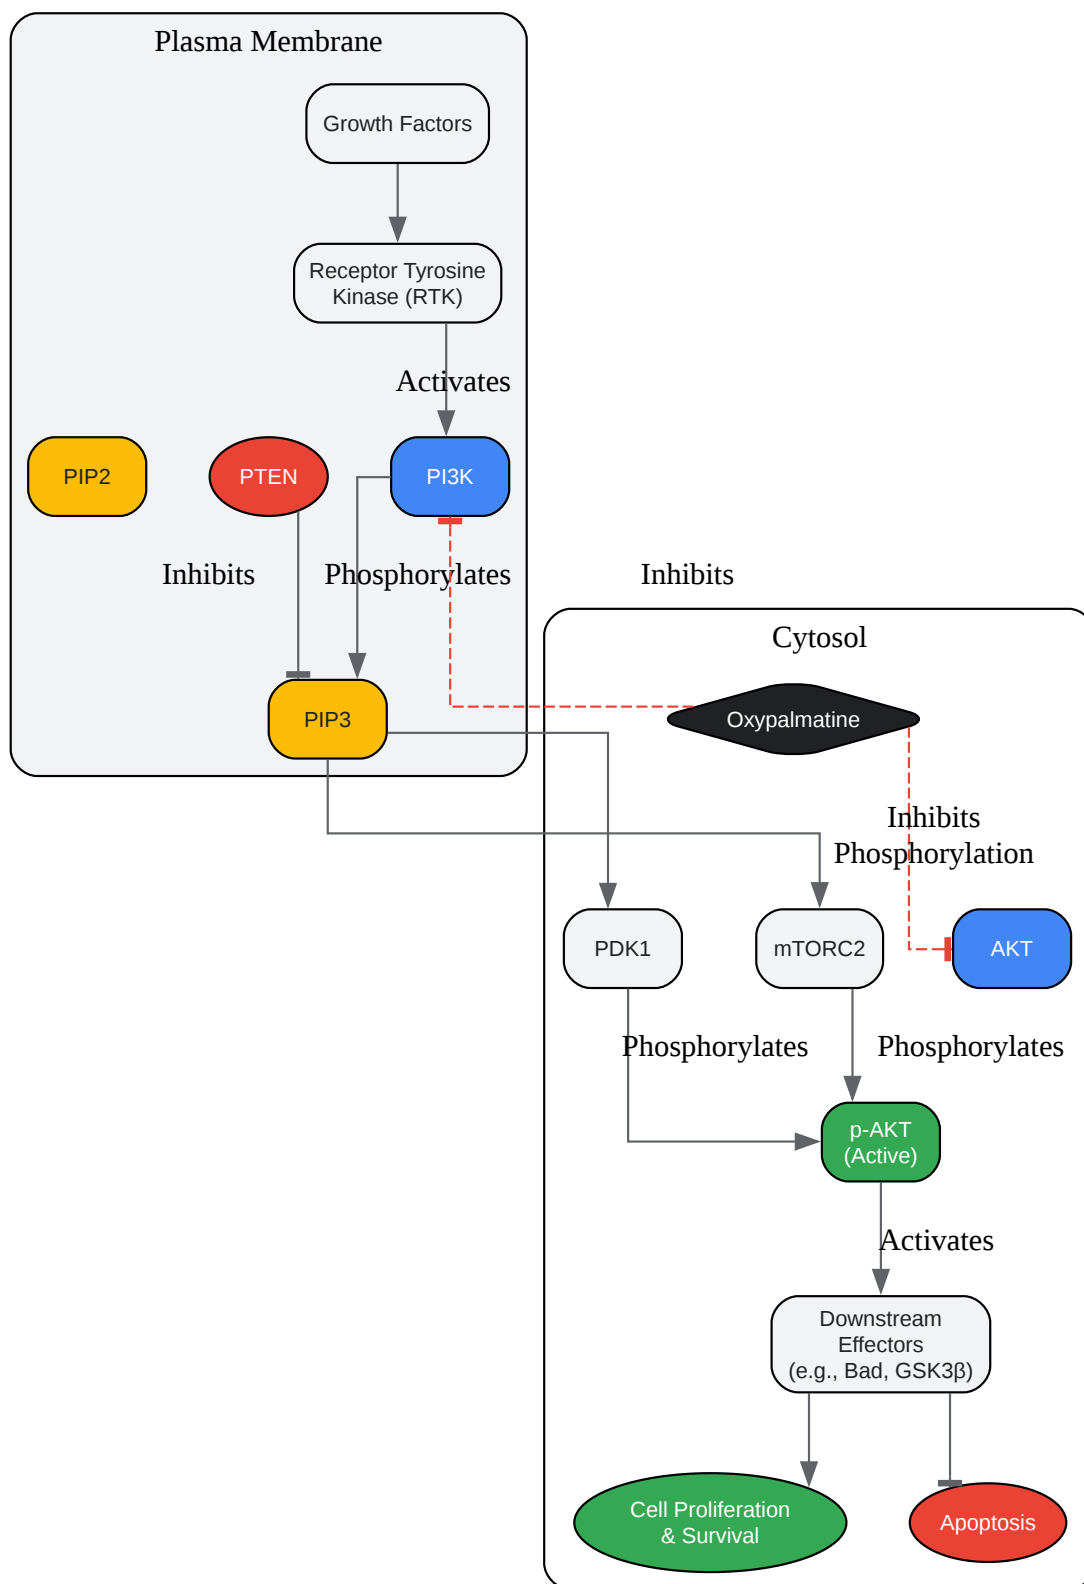 Plasma Membrane
Growth Factors
Receptor Tyrosine
Kinase (RTK)
Activates
PIP2
PTEN
PI3K
Inhibits
Phosphorylates
Inhibits
Cytosol
PIP3
Oxypalmatine
Inhibits
Phosphorylation
PDK1
mTORC2
AKT
Phosphorylates
Phosphorylates
p-AKT
(Active)
Activates
Downstream
Effectors
(e.g., Bad, GSK3β)
Cell Proliferation
& Survival
Apoptosis